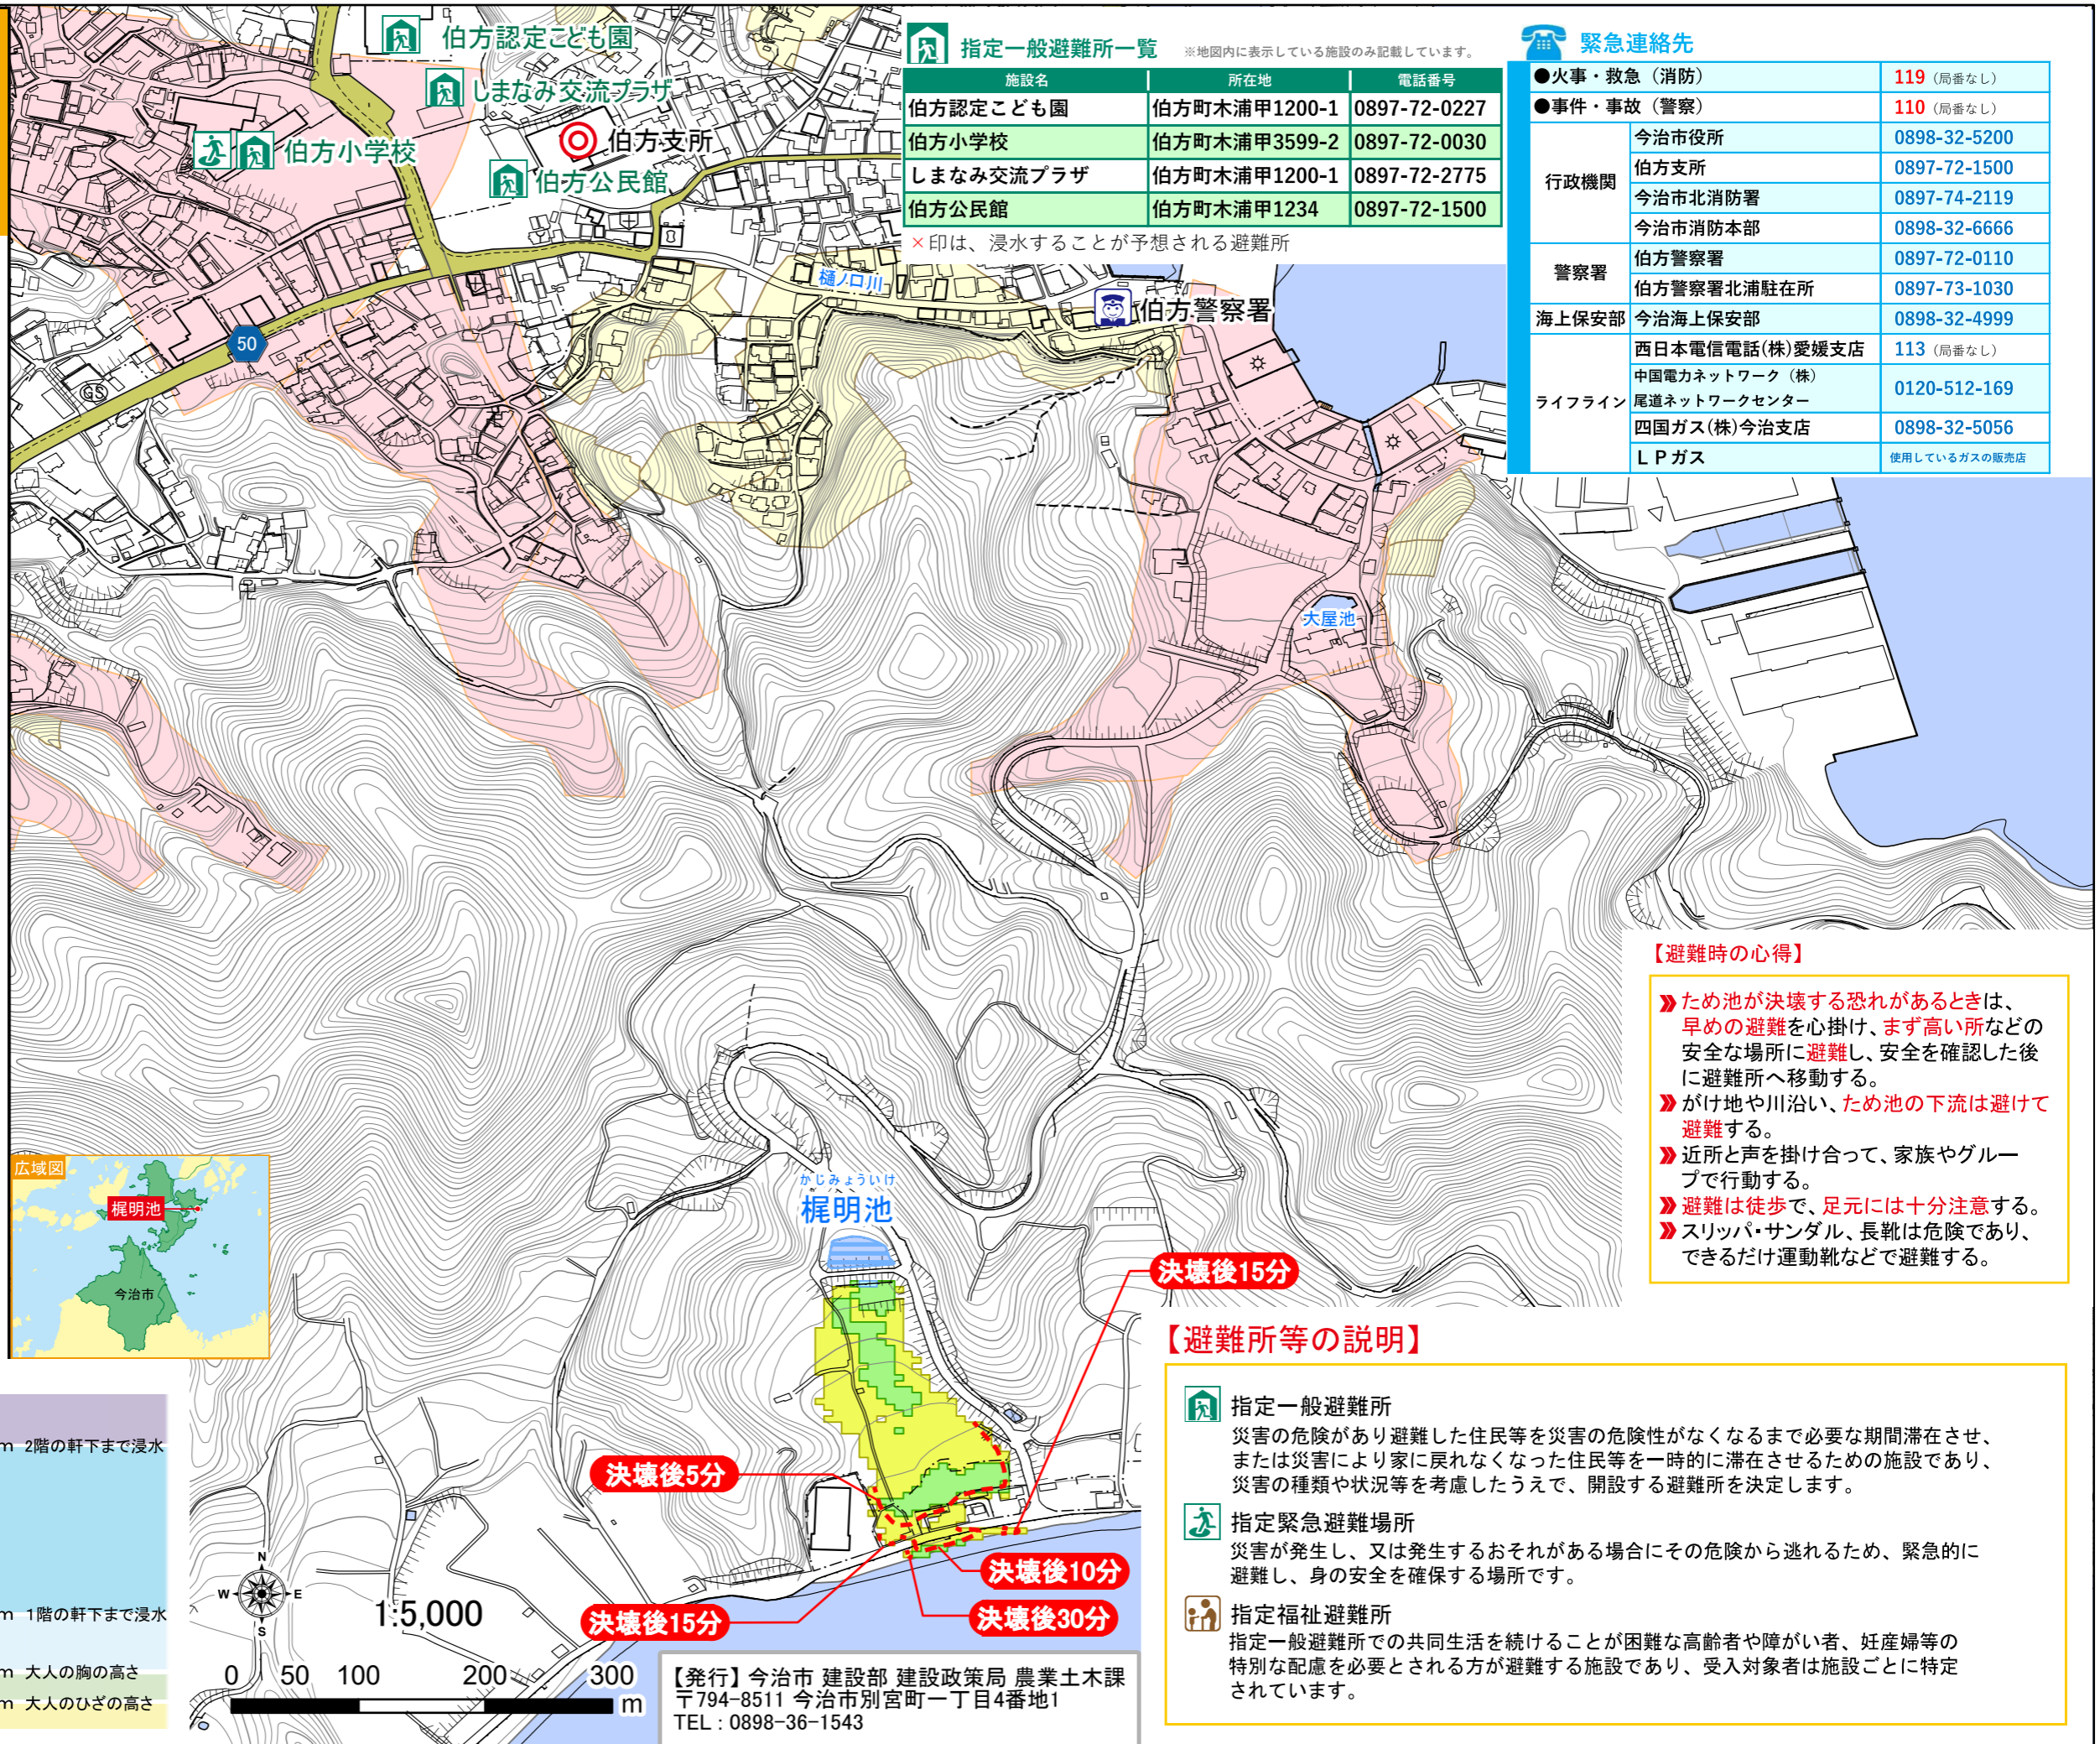 伯方認定こども園
しまなみ交流プラザ
伯方小学校
伯方支所
伯方公民館
指定一般避難所一覧 ※地図内に表示している施設のみ記載しています。
施設名 所在地 電話番号
伯方認定こども園 伯方町木浦甲1200-1 0897-72-0227
伯方小学校 伯方町木浦甲3599-2 0897-72-0030
しまなみ交流プラザ 伯方町木浦甲1200-1 0897-72-2775
伯方公民館 伯方町木浦甲1234 0897-72-1500
×印は、浸水することが予想される避難所
緊急連絡先
●火事・救急（消防） 119（局番なし）
●事件・事故（警察） 110（局番なし）
行政機関
今治市役所 0898-32-5200
伯方支所 0897-72-1500
今治市北消防署 0897-74-2119
今治市消防本部 0898-32-6666
警察署
伯方警察署 0897-72-0110
伯方警察署北浦駐在所 0897-73-1030
海上保安部 今治海上保安部 0898-32-4999
ライフライン
西日本電信電話(株)愛媛支店 113（局番なし）
中国電力ネットワーク（株）
尾道ネットワークセンター 0120-512-169
四国ガス(株)今治支店 0898-32-5056
ＬＰガス 使用しているガスの販売店
樋ノ口川
伯方警察署
50
GS
大屋池
【避難時の心得】
ため池が決壊する恐れがあるときは、
早めの避難を心掛け、まず高い所などの
安全な場所に避難し、安全を確認した後
に避難所へ移動する。
がけ地や川沿い、ため池の下流は避けて
避難する。
近所と声を掛け合って、家族やグルー
プで行動する。
避難は徒歩で、足元には十分注意する。
スリッパ・サンダル、長靴は危険であり、
できるだけ運動靴などで避難する。
広域図
梶明池
今治市
かじみょういけ
梶明池
決壊後15分
決壊後5分
決壊後10分
決壊後15分
決壊後30分
【避難所等の説明】
指定一般避難所
災害の危険があり避難した住民等を災害の危険性がなくなるまで必要な期間滞在させ、
または災害により家に戻れなくなった住民等を一時的に滞在させるための施設であり、
災害の種類や状況等を考慮したうえで、開設する避難所を決定します。
指定緊急避難場所
災害が発生し、又は発生するおそれがある場合にその危険から逃れるため、緊急的に
避難し、身の安全を確保する場所です。
指定福祉避難所
指定一般避難所での共同生活を続けることが困難な高齢者や障がい者、妊産婦等の
特別な配慮を必要とされる方が避難する施設であり、受入対象者は施設ごとに特定
されています。
m 2階の軒下まで浸水
m 1階の軒下まで浸水
m 大人の胸の高さ
m 大人のひざの高さ
N
W E
S
1:5,000
0 50 100 200 300
m
【発行】今治市 建設部 建設政策局 農業土木課
〒794-8511 今治市別宮町一丁目4番地1
TEL：0898-36-1543